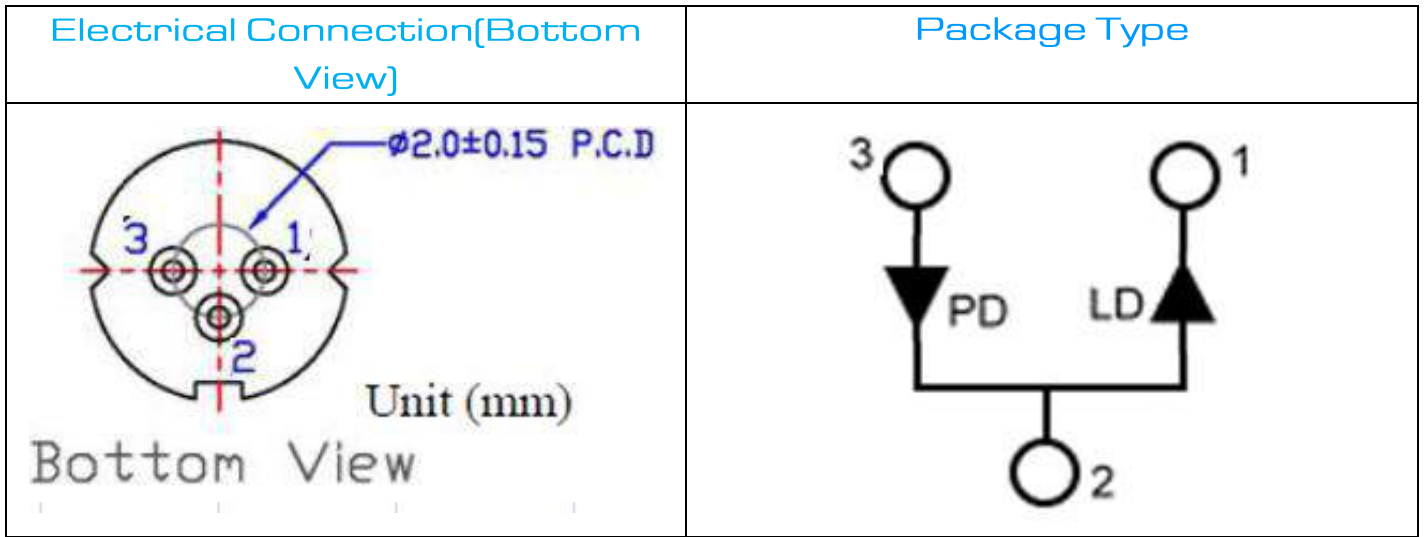 Electrical Connection(Bottom
View)
Package Type
ø2.0±0.15 P.C.D
3
1
2
Unit (mm)
Bottom View
3
1
PD
LD
2